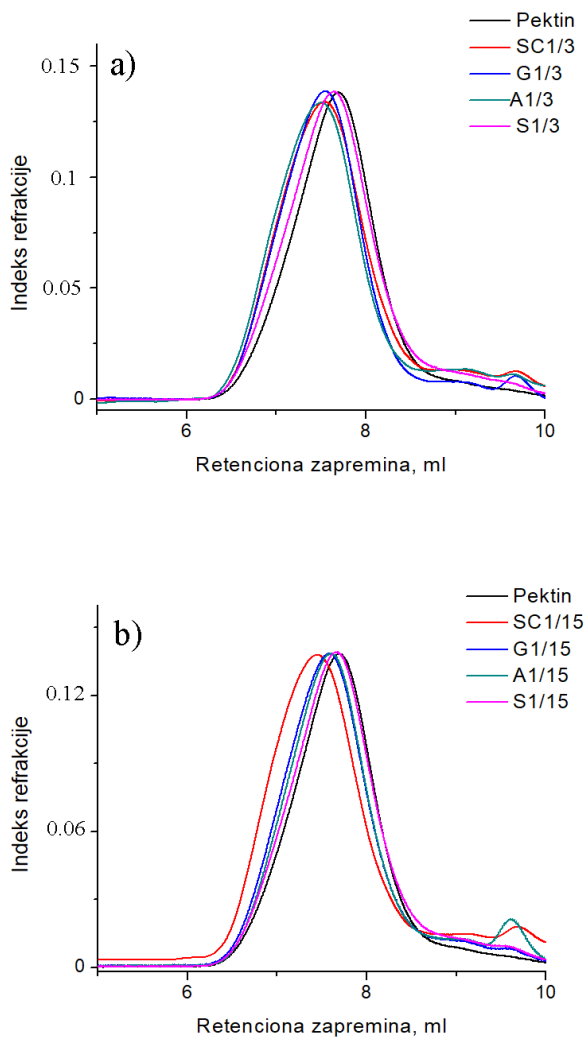 a)
Pektin
SC1/3
G1/3
A1/3
S1/3
0.15
0.1
0.05
0
Indeks refrakcije
6
8
10
Retenciona zapremina, ml
b)
Pektin
SC1/15
G1/15
A1/15
S1/15
0.12
0.06
0
Indeks refrakcije
6
8
10
Retenciona zapremina, ml